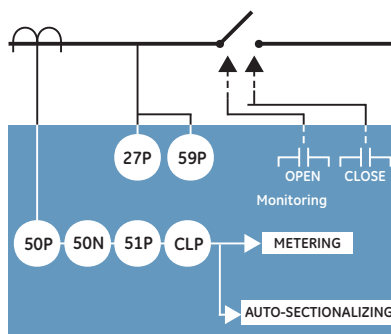 27P
59P
OPEN
CLOSE
Monitoring
50P
50N
51P
CLP
METERING
AUTO-SECTIONALIZING